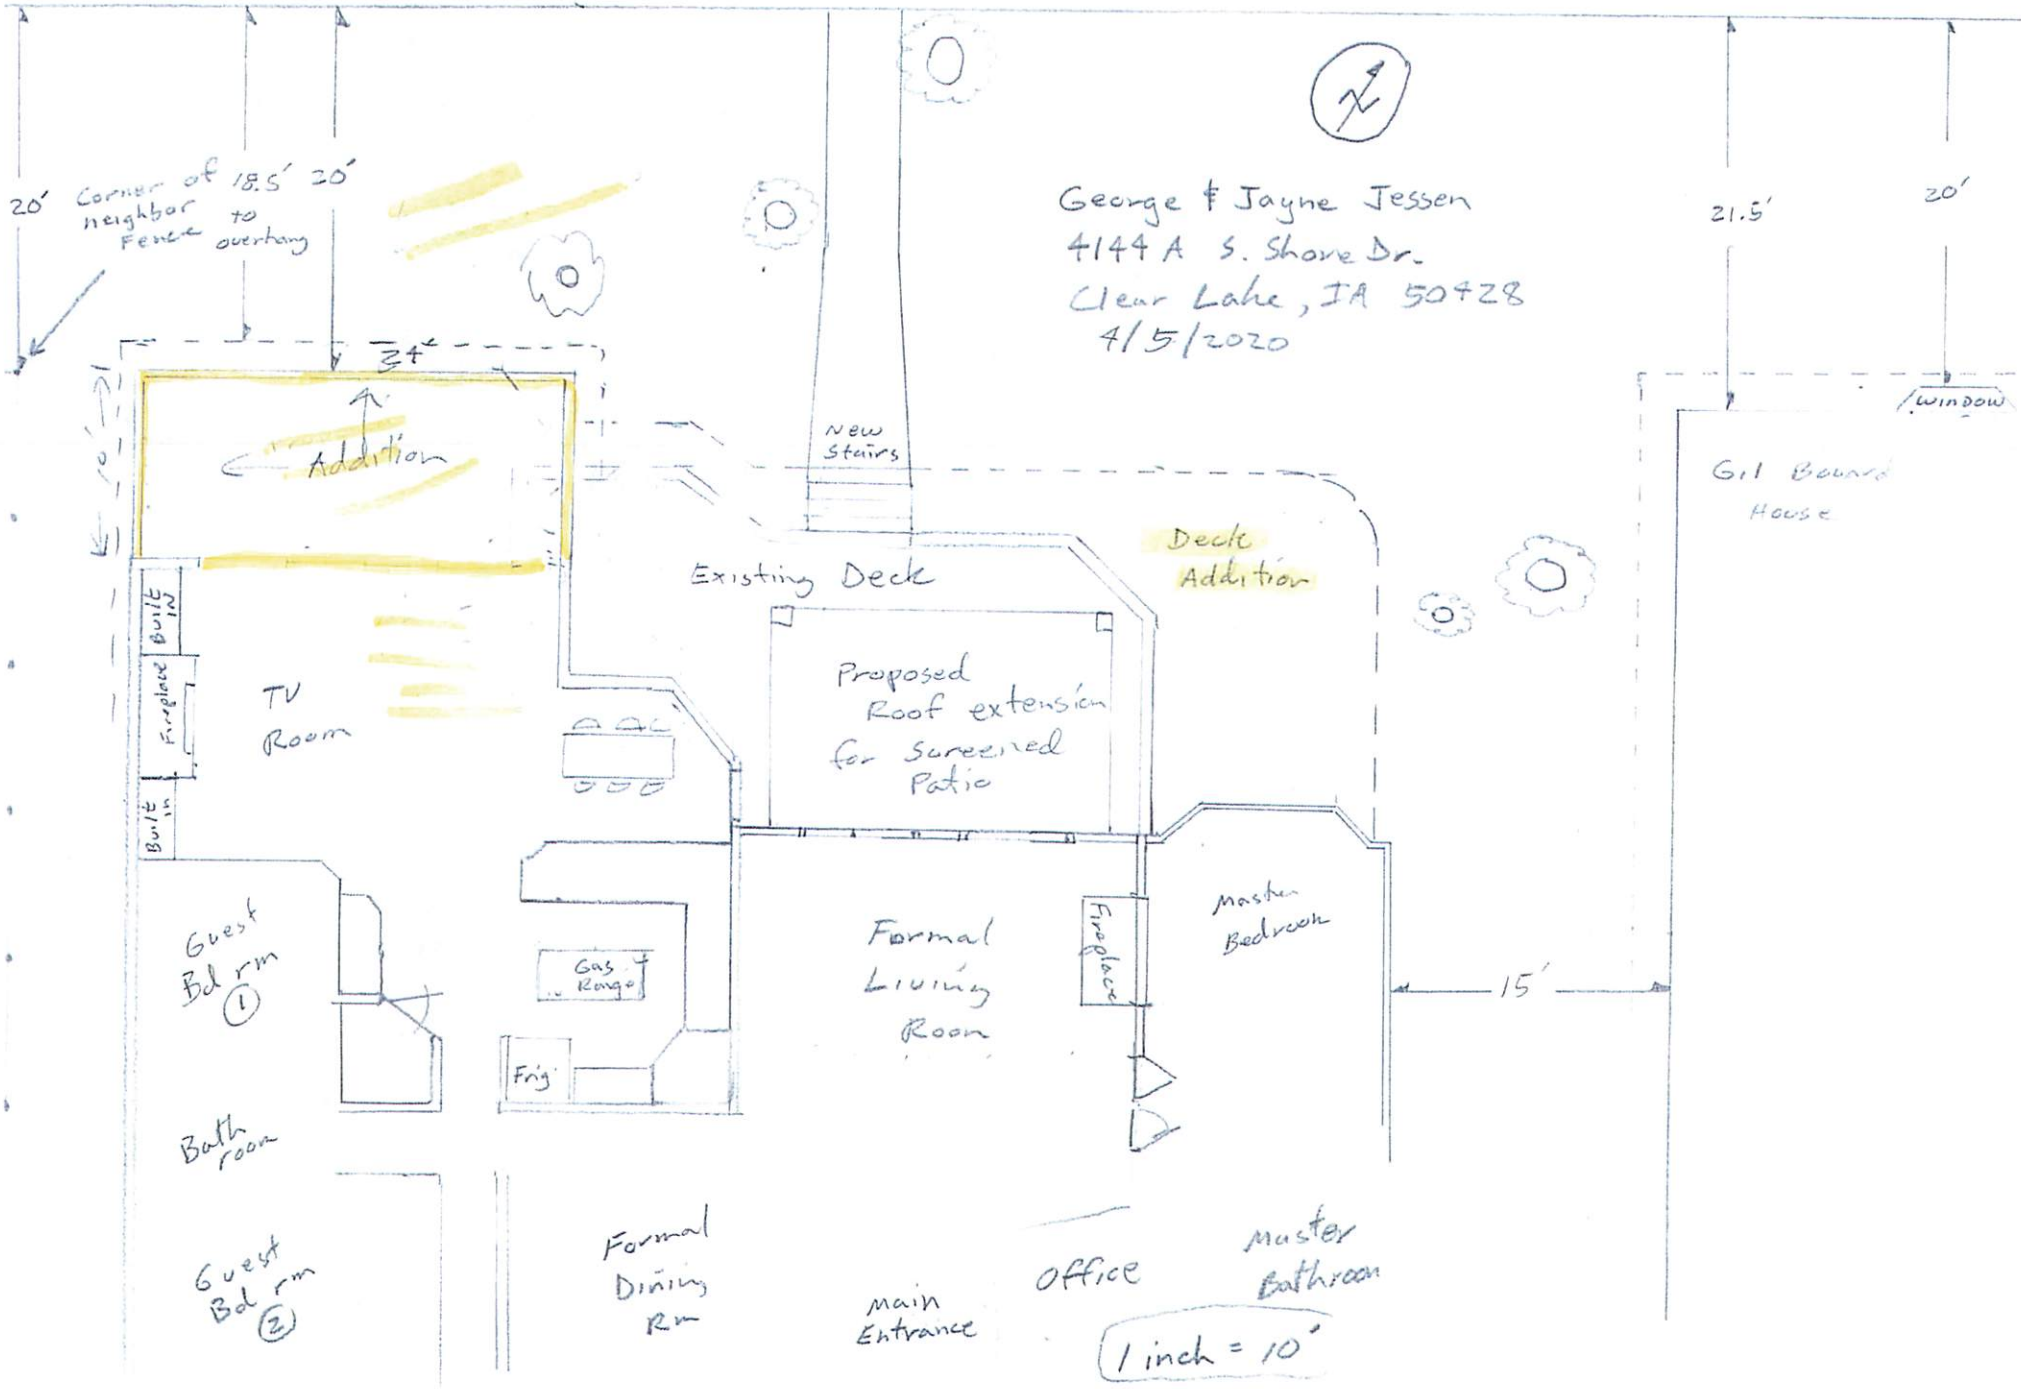 20'
Corner of
neighbor
Fence
18.5'
to
overhang
20'
N
George & Jayne Jessen
4144 A S. Shore Dr.
Clear Lake, IA 50428
4/5/2020
21.5'
20'
24'
10'
Addition
New
Stairs
Window
Gil
House
Existing Deck
Deck
Addition
Built
IN
Fireplace
Built
in
TV
Room
Proposed
Roof extension
for Screened
Patio
Guest
Bd rm
1
Gas
Range
Frig
Formal
Living
Room
Fireplace
Master
Bedroom
15'
Bath
room
Guest
Bd rm
2
Formal
Dining
Rm
Main
Entrance
Office
Master
Bathroom
1 inch = 10'